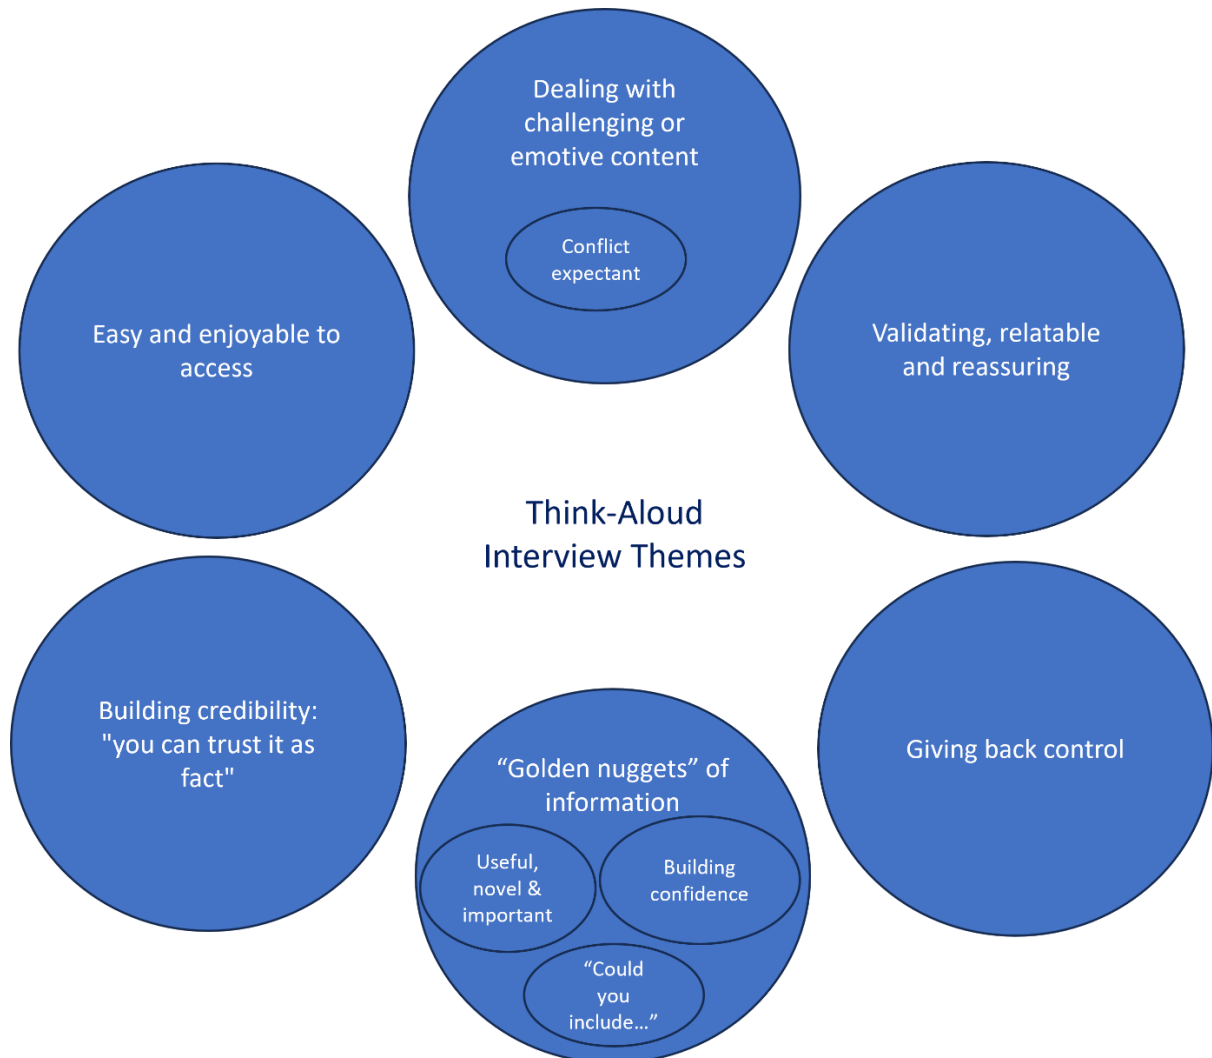 Dealing with
challenging or
emotive content
Conflict
expectant
Easy and enjoyable to
access
Validating, relatable
and reassuring
Think-Aloud
Interview Themes
Building credibility:
"you can trust it as
fact"
Giving back control
“Golden nuggets” of
information
Useful,
novel &
important
Building
confidence
“Could
you
include…”